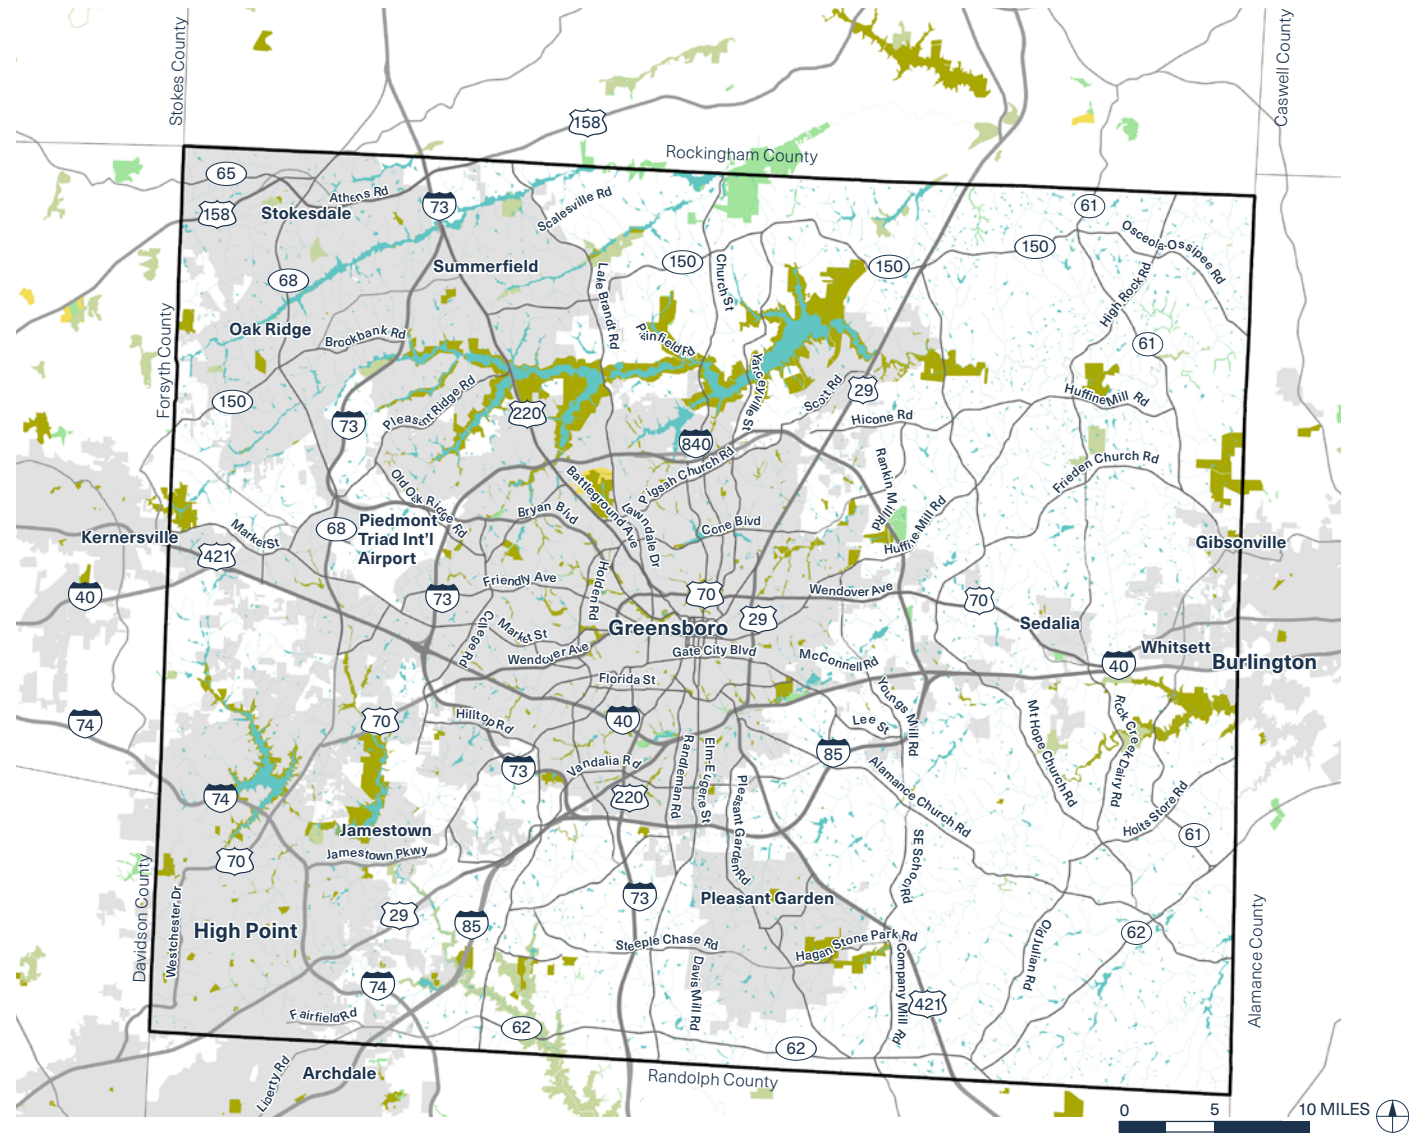 Stokes County
Caswell County
158
Rockingham County
65
Athens Rd
158
Stokesdale
73
Scalesville Rd
61
Osceola-Ossipee Rd
150
150
150
Summerfield
68
Lake Brandt Rd
Church St
High Rock Rd
Forsyth County
Oak Ridge
Brookbank Rd
Plainfield Rd
61
Yanceyville St
150
Pleasant Ridge Rd
220
Scott Rd
29
Huffine Mill Rd
73
Hicone Rd
840
Pisgah Church Rd
Rankin Mill Rd
Frieden Church Rd
Old Oak Ridge Rd
Battleground Ave
Lawndale Dr
Bryan Blvd
Cone Blvd
Huffine Mill Rd
Kernersville
Market St
68
Piedmont
Triad Int'l
Airport
Gibsonville
421
40
73
Friendly Ave
Holden Rd
70
Wendover Ave
70
29
Sedalia
College Rd
Market St
Greensboro
Wendover Ave
Gate City Blvd
McConnell Rd
40
Whitsett
Burlington
Florida St
Youngs Mill Rd
74
70
Hilltop Rd
40
Lee St
Mt Hope Church Rd
Rock Creek Dairy Rd
85
73
Vandalia Rd
Randleman Rd
Elm-Eugene St
Pleasant Garden Rd
Alamance Church Rd
74
220
Hoits Store Rd
Jamestown
61
Jamestown Pkwy
70
SE School Rd
Davidson County
Westchester Dr
High Point
29
85
73
Pleasant Garden
Alamance County
Steeple Chase Rd
Hagan Stone Park Rd
Old Julian Rd
62
Davis Mill Rd
Company Mill Rd
74
421
Fairfield Rd
62
62
Liberty Rd
Archdale
Randolph County
0 5 10 MILES